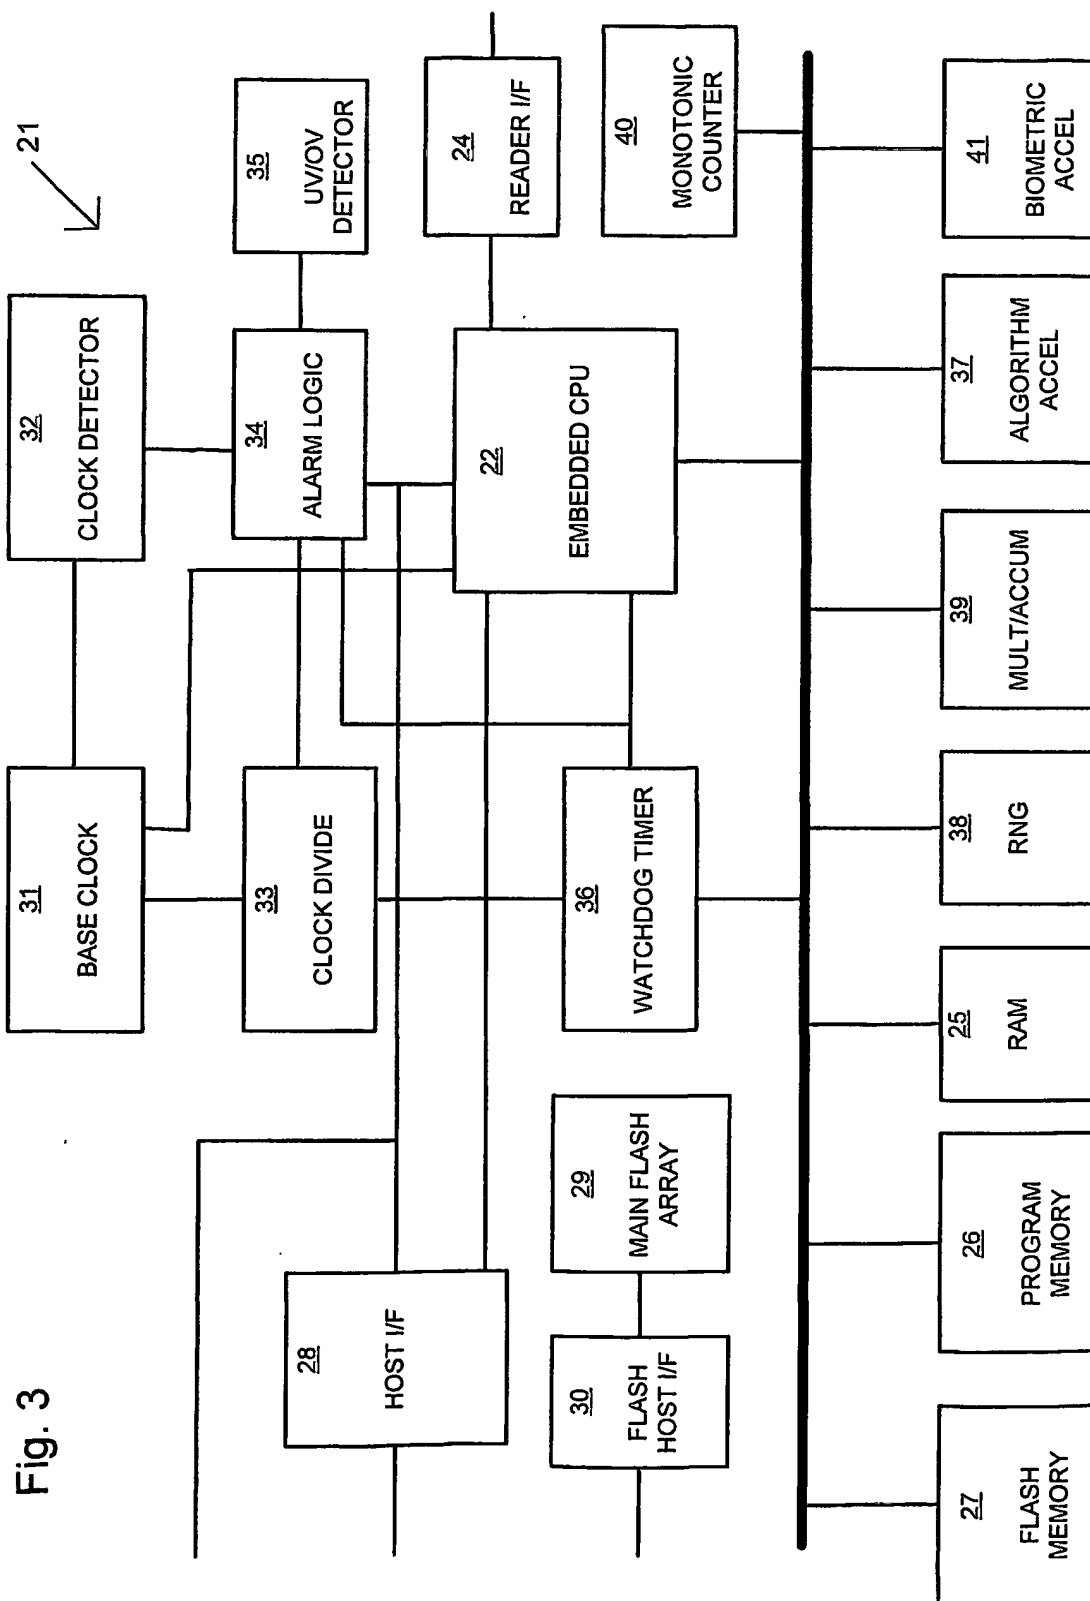 Fig. 3
21
31
BASE CLOCK
32
CLOCK DETECTOR
33
CLOCK DIVIDE
34
ALARM LOGIC
35
UV/OV
DETECTOR
28
HOST I/F
22
EMBEDDED CPU
24
READER I/F
30
FLASH
HOST I/F
29
MAIN FLASH
ARRAY
36
WATCHDOG TIMER
40
MONOTONIC
COUNTER
27
FLASH
MEMORY
26
PROGRAM
MEMORY
25
RAM
38
RNG
39
MULT/ACCUM
37
ALGORITHM
ACCEL
41
BIOMETRIC
ACCEL